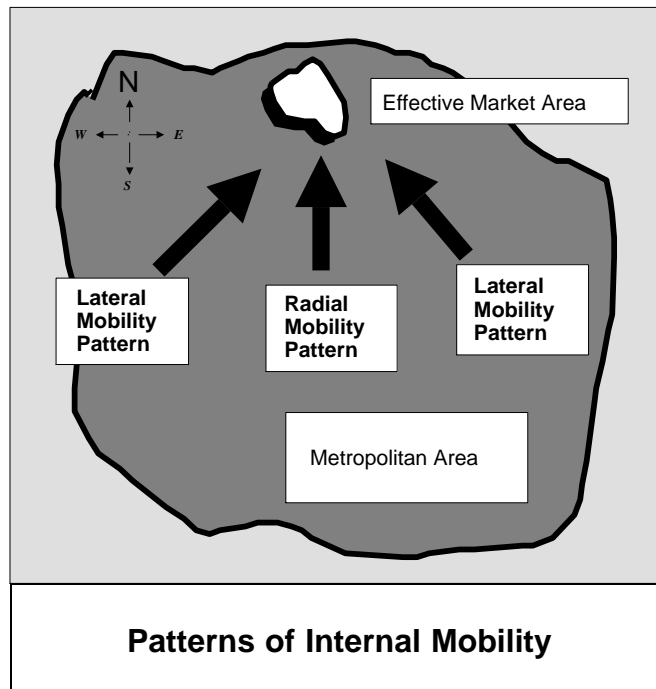 N
Effective Market Area
W
E
S
Lateral
Mobility
Pattern
Radial
Mobility
Pattern
Lateral
Mobility
Pattern
Metropolitan Area
Patterns of Internal Mobility